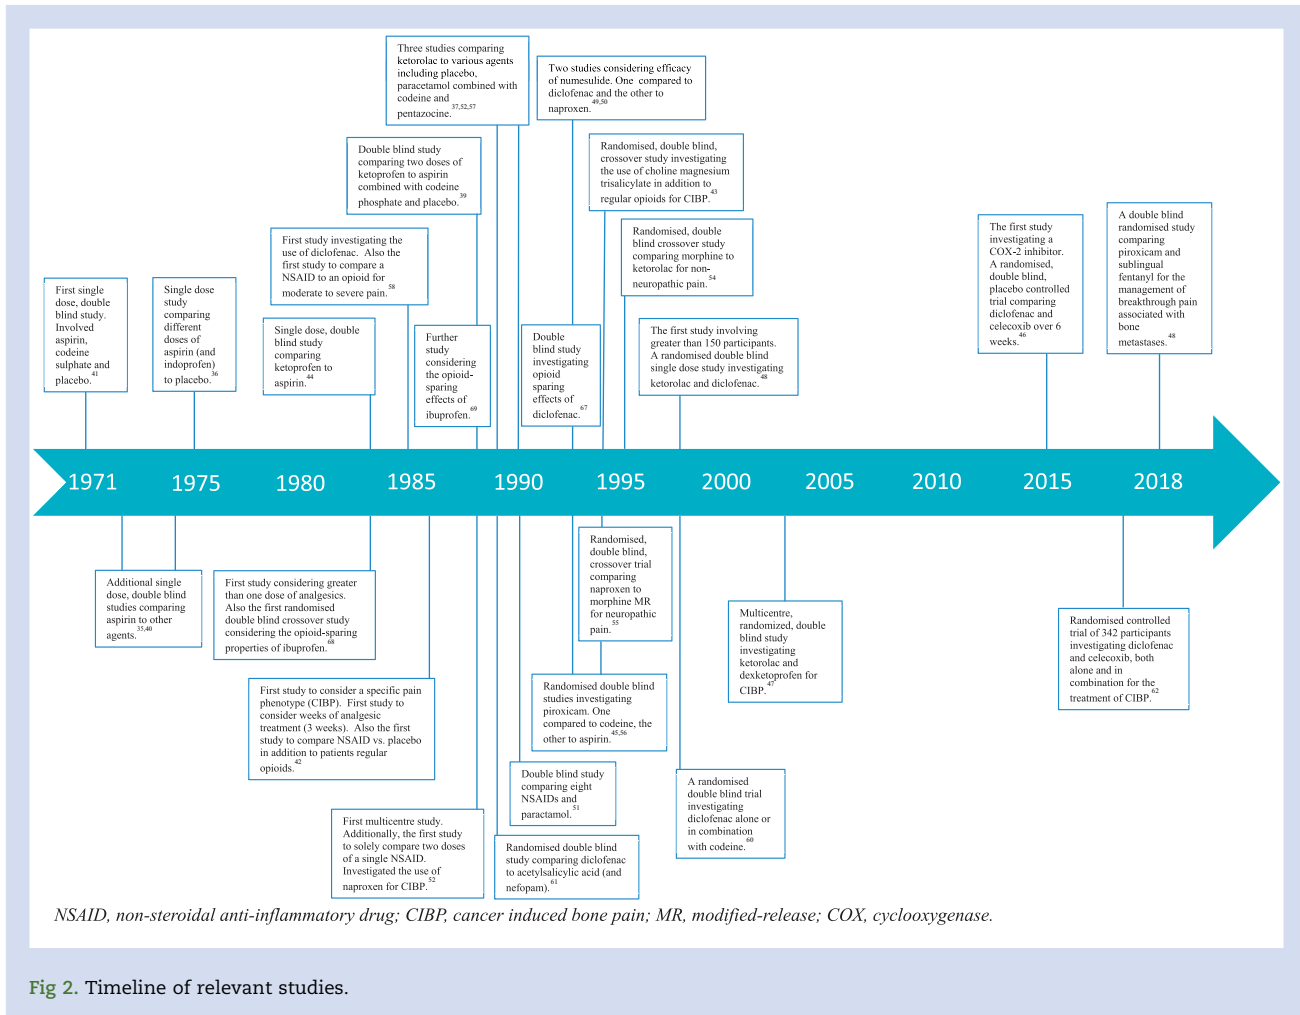 Three studies comparing
ketorolac to various agents
including placebo,
paracetamol combined with
codeine and
pentazocine.37,52,57
Two studies considering efficacy
of numesulide. One compared to
diclofenac and the other to
naproxen.49,50
Double blind study
comparing two doses of
ketoprofen to aspirin
combined with codeine
phosphate and placebo.39
Randomised, double blind,
crossover study investigating
the use of choline magnesium
trisalicylate in addition to
regular opioids for CIBP.43
First study investigating the
use of diclofenac. Also the
first study to compare a
NSAID to an opioid for
moderate to severe pain.58
Randomised, double
blind crossover study
comparing morphine to
ketorolac for non-
neuropathic pain.54
The first study
investigating a
COX-2 inhibitor.
A randomised,
double blind,
placebo controlled
trial comparing
diclofenac and
celecoxib over 6
weeks.46
A double blind
randomised study
comparing
piroxicam and
sublingual
fentanyl for the
management of
breakthrough pain
associated with
bone
metastases.48
First single
dose, double
blind study.
Involved
aspirin,
codeine
sulphate and
placebo.41
Single dose
study
comparing
different
doses of
aspirin (and
indoprofen)
to placebo.36
Single dose, double
blind study
comparing
ketoprofen to
aspirin.44
Further
study
considering
the opioid-
sparing
effects of
ibuprofen.69
Double
blind study
investigating
opioid
sparing
effects of
diclofenac.67
The first study involving
greater than 150 participants.
A randomised double blind
single dose study investigating
ketorolac and diclofenac.48
1971 1975 1980 1985 1990 1995 2000 2005 2010 2015 2018
Additional single
dose, double blind
studies comparing
aspirin to other
agents.35,40
First study considering greater
than one dose of analgesics.
Also the first randomised
double blind crossover study
considering the opioid-sparing
properties of ibuprofen.68
Randomised,
double blind,
crossover trial
comparing
naproxen to
morphine MR
for neuropathic
pain.55
Multicentre,
randomized, double
blind study
investigating
ketorolac and
dexketoprofen for
CIBP.47
Randomised controlled
trial of 342 participants
investigating diclofenac
and celecoxib, both
alone and in
combination for the
treatment of CIBP.62
First study to consider a specific pain
phenotype (CIBP). First study to
consider weeks of analgesic
treatment (3 weeks). Also the first
study to compare NSAID vs. placebo
in addition to patients regular
opioids.42
Randomised double blind
studies investigating
piroxicam. One
compared to codeine, the
other to aspirin.45,56
Double blind study
comparing eight
NSAIDs and
paractamol.51
A randomised
double blind trial
investigating
diclofenac alone or
in combination
with codeine.60
First multicentre study.
Additionally, the first study
to solely compare two doses
of a single NSAID.
Investigated the use of
naproxen for CIBP.52
Randomised double blind
study comparing diclofenac
to acetylsalicylic acid (and
nefopam).61
NSAID, non-steroidal anti-inflammatory drug; CIBP, cancer induced bone pain; MR, modified-release; COX, cyclooxygenase.
Fig 2. Timeline of relevant studies.